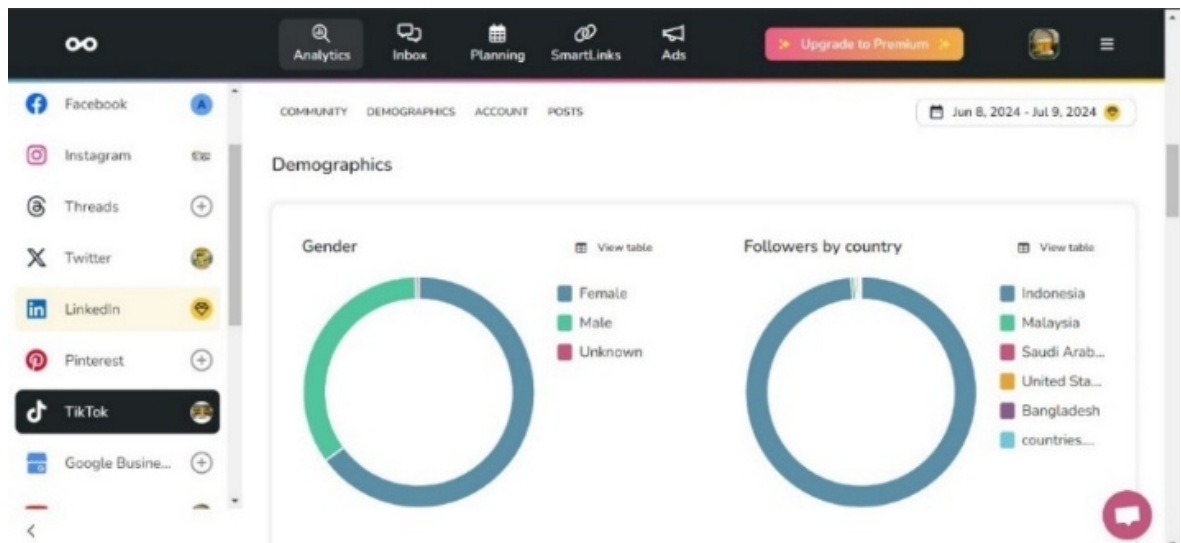 Analytics
Inbox
Planning
SmartLinks
Ads
Upgrade to Premium
Facebook
A
Instagram
Threads
Twitter
LinkedIn
Pinterest
TikTok
Google Busine...
COMMUNITY DEMOGRAPHICS ACCOUNT POSTS
Jun 8, 2024 - Jul 9, 2024
Demographics
Gender
View table
Female
Male
Unknown
Followers by country
View table
Indonesia
Malaysia
Saudi Arab...
United Sta...
Bangladesh
countries....